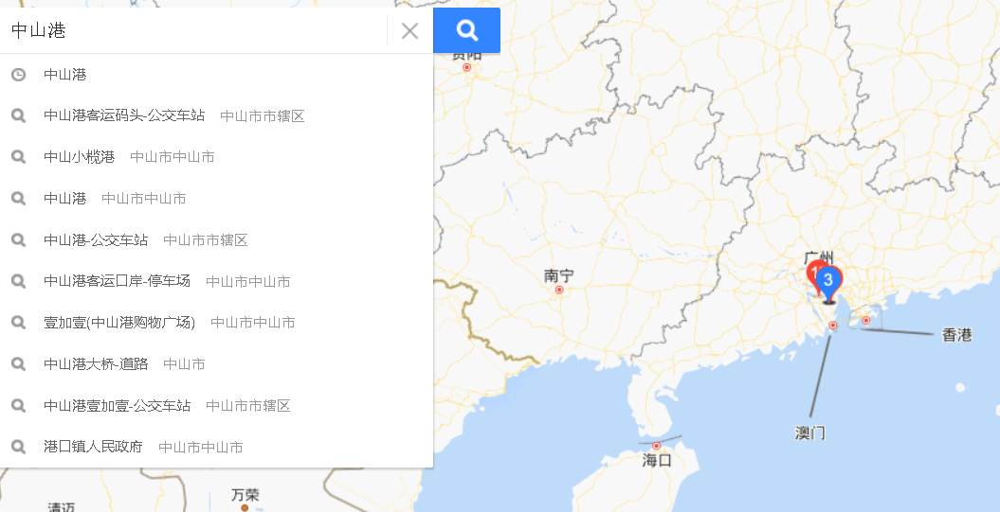 中山港
中山港
中山港客运码头-公交车站 中山市市辖区
中山小榄港 中山市中山市
中山港 中山市中山市
中山港-公交车站 中山市市辖区
中山港客运口岸-停车场 中山市中山市
壹加壹(中山港购物广场) 中山市中山市
中山港大桥-道路 中山市
中山港壹加壹-公交车站 中山市市辖区
港口镇人民政府 中山市中山市
贵阳
广州
南宁
3
香港
澳门
海口
万荣
清迈